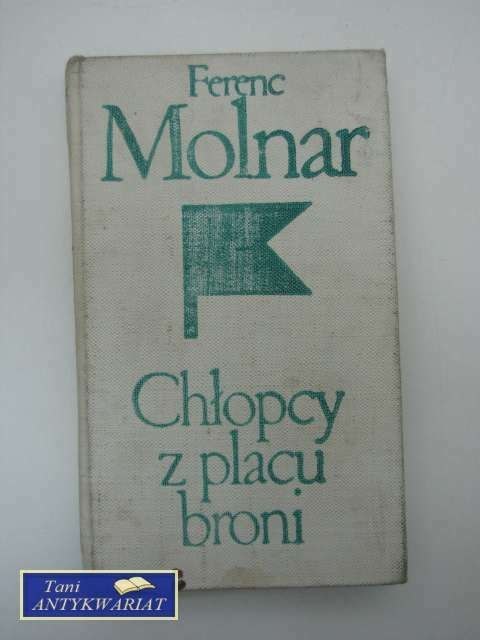 Ferenc
Molnar
Chłopcy
z placu
broni
Tani
ANTYKWARIAT